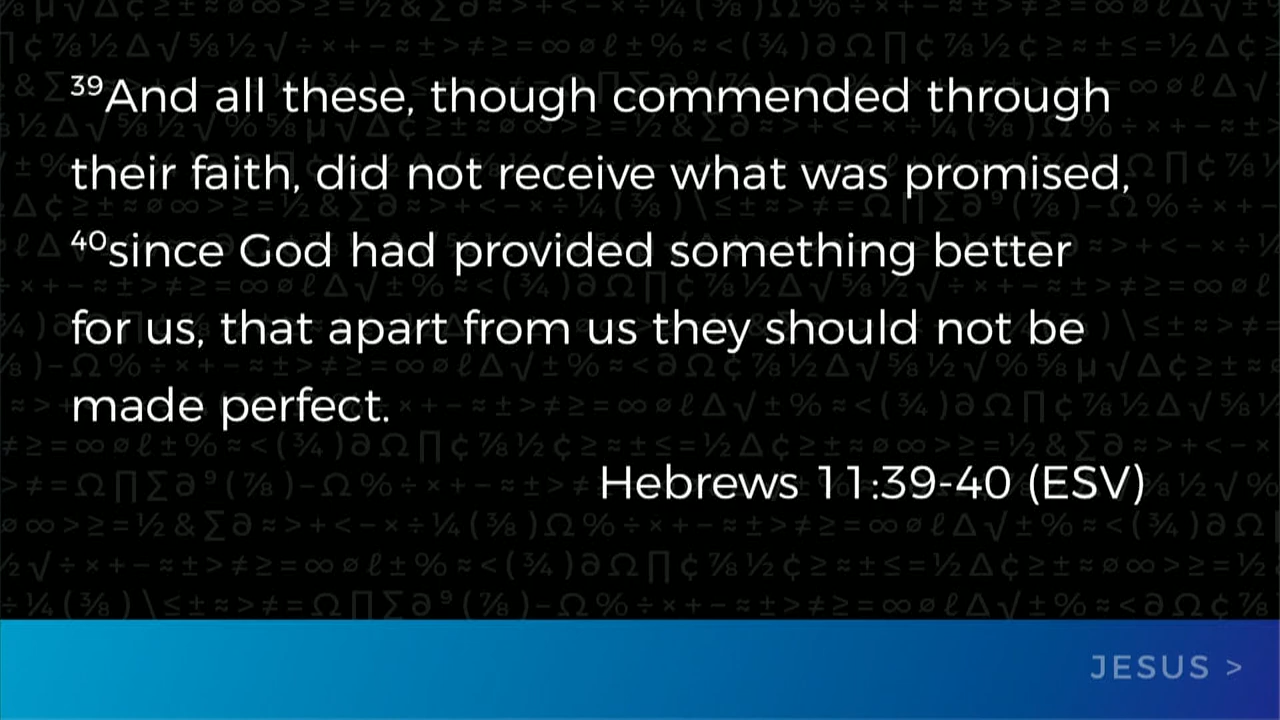 ³⁹And all these, though commended through
their faith, did not receive what was promised,
⁴⁰since God had provided something better
for us, that apart from us they should not be
made perfect.
Hebrews 11:39-40 (ESV)
JESUS >